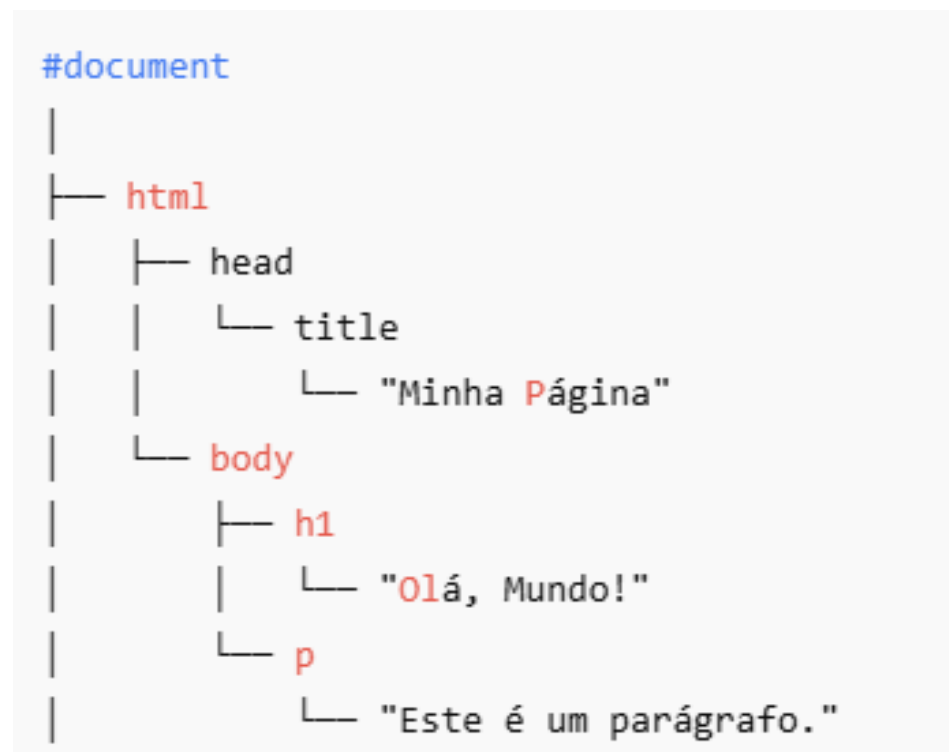 #document
│
├── html
│   ├── head
│   │   └── title
│   │       └── "Minha Página"
│   └── body
│       ├── h1
│       │   └── "Olá, Mundo!"
│       └── p
│           └── "Este é um parágrafo."